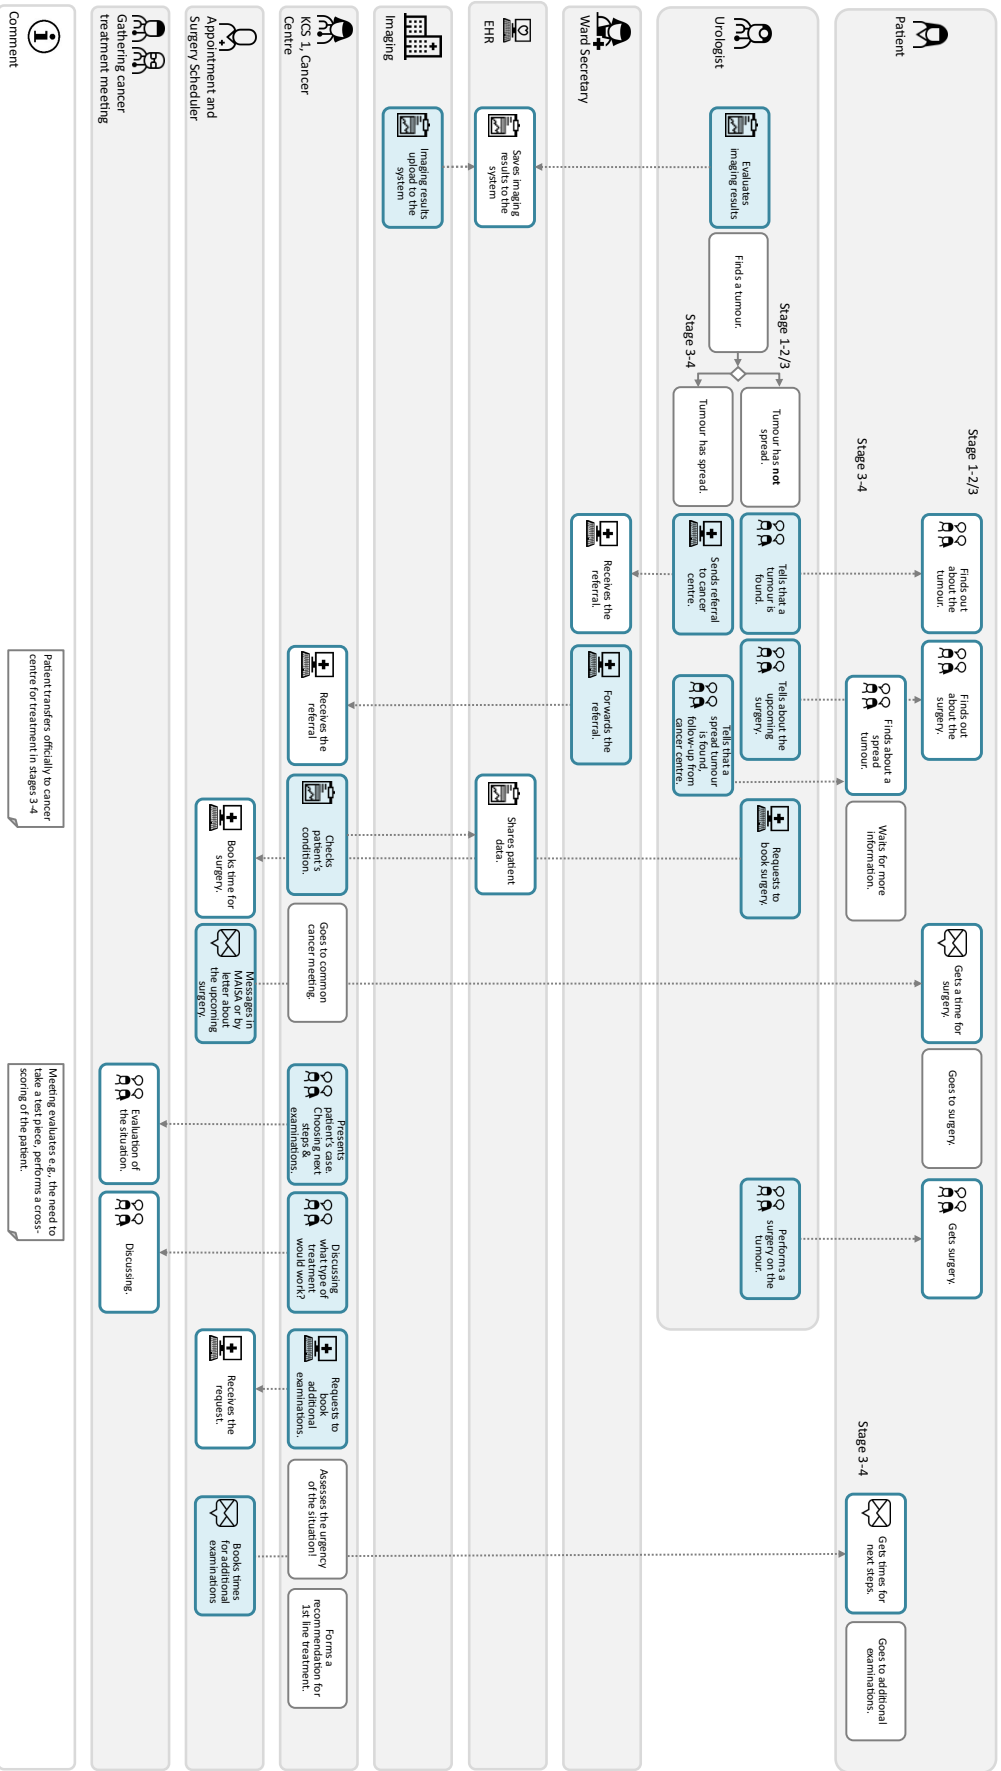 Patient
Stage 1-2/3
Stage 3-4
Finds out
about the
tumour.
Finds out
about the
surgery.
Finds about a
spread
tumour.
Waits for more
information.
Gets a time for
surgery.
Goes to surgery.
Gets surgery.
Stage 3-4
Gets times for
next steps.
Goes to additional
examinations.
Urologist
Evaluates
imaging results
Finds a tumour.
Stage 1-2/3
Stage 3-4
Tumour has not
spread.
Tumour has spread.
Tells that a
tumour is
found.
Sends referral
to cancer
centre.
Tells about the
upcoming
surgery.
Tells that a
spread tumour
is found,
follow-up from
cancer centre.
Requests to
book surgery.
Performs a
surgery on the
tumour.
Ward Secretary
Receives the
referral.
Forwards the
referral.
EHR
Saves imaging
results to the
system
Shares patient
data.
Imaging
Imaging results
upload to the
system
KCS 1, Cancer
Centre
Receives the
referral
Checks
patient's
condition.
Goes to common
cancer meeting.
Presents
patient's case.
Choosing next
steps &
examinations.
Discussing
what type of
treatment
would work?
Requests to
book
additional
examinations.
Assesses the urgency
of the situation!
Forms a
recommendation for
1st line treatment.
Appointment and
Surgery Scheduler
Books time for
surgery.
Messages in
MAISA or by
letter about
the upcoming
surgery.
Receives the
request.
Books times
for additional
examinations
Gathering cancer
treatment meeting
Evaluation of
the situation.
Discussing.
Comment
Patient transfers officially to cancer
centre for treatment in stages 3-4
Meeting evaluates e.g., the need to
take a test piece, performs a cross-
scoring of the patient.